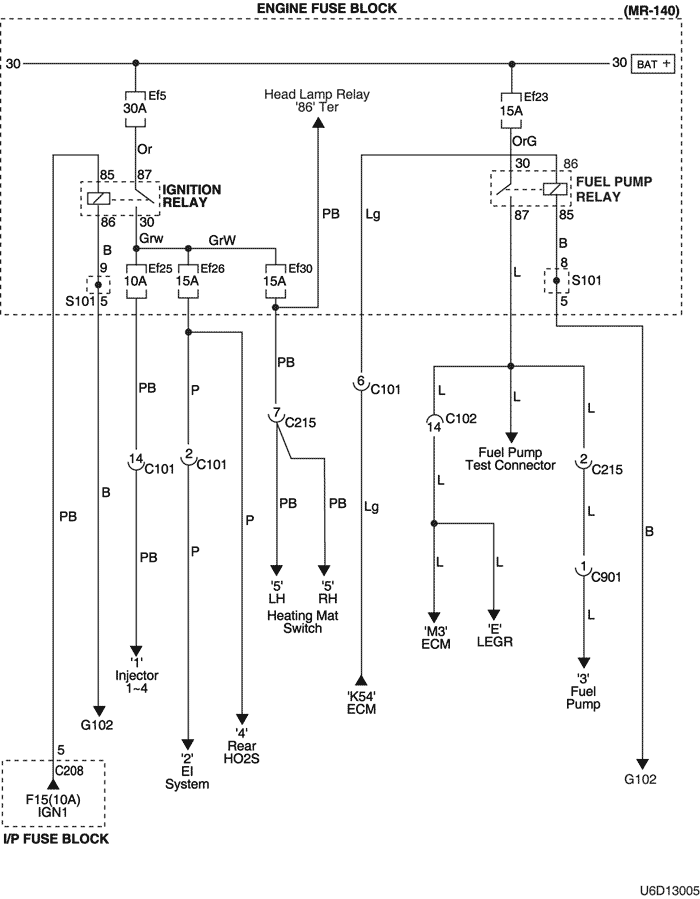 ENGINE FUSE BLOCK
(MR-140)
30
30
BAT +
Ef5
30A
Head Lamp Relay
'86' Ter
Ef23
15A
Or
OrG
85
87
30
86
IGNITION
RELAY
FUEL PUMP
RELAY
86
30
PB
Lg
87
85
Grw
GrW
B
B
L
9
Ef25
10A
Ef26
15A
Ef30
15A
8
S101
S101
5
5
PB
P
PB
6
C101
L
L
L
7
C215
14
C102
Fuel Pump
Test Connector
14
C101
2
C101
2
C215
PB
B
P
P
PB
PB
Lg
L
L
B
PB
L
L
1
C901
'5'
LH
'5'
RH
Heating Mat
Switch
L
'M3'
ECM
'E'
LEGR
'1'
Injector
1~4
'K54'
ECM
'3'
Fuel
Pump
G102
'4'
Rear
HO2S
'2'
EI
System
G102
5
C208
F15(10A)
IGN1
I/P FUSE BLOCK
U6D13005